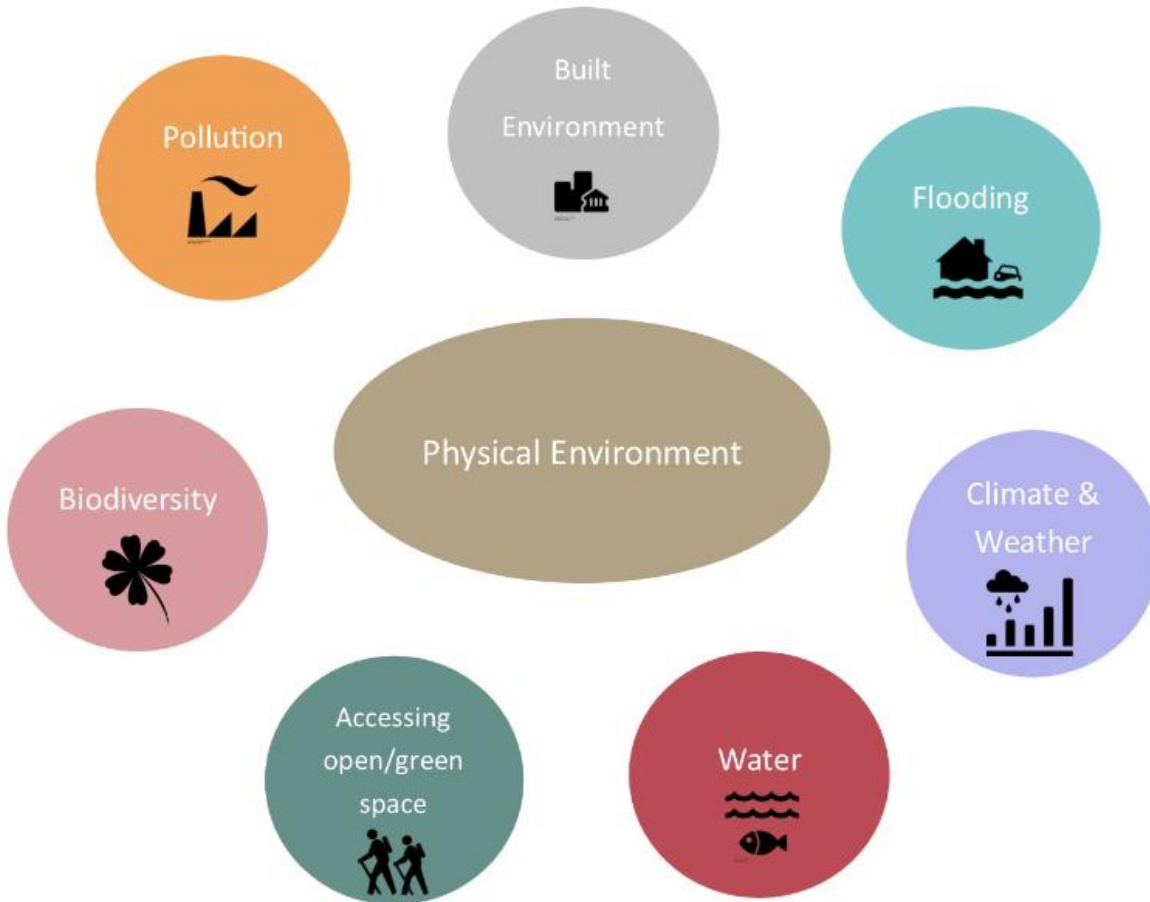 Built
Environment
Pollution
Flooding
Physical Environment
Biodiversity
Climate &
Weather
Accessing
open/green
space
Water